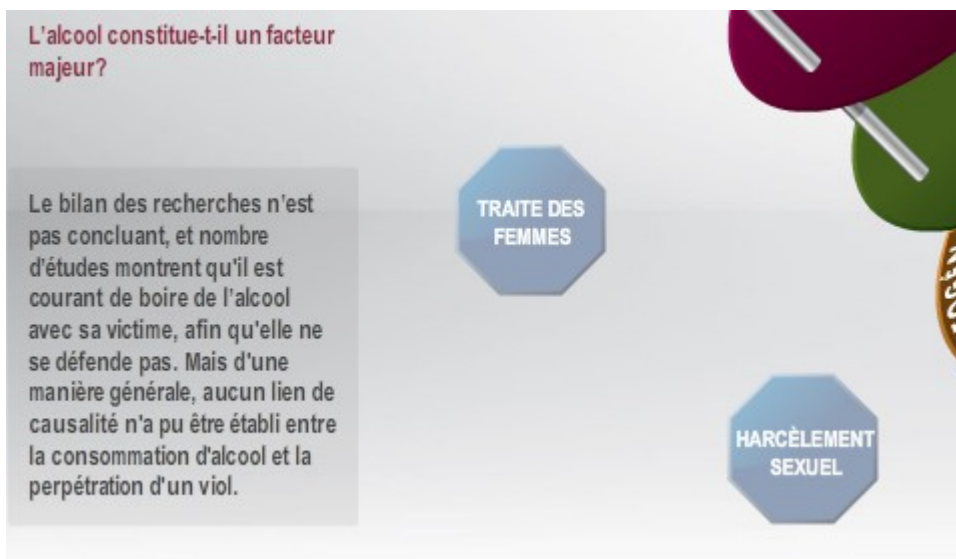 L'alcool constitue-t-il un facteur
majeur?
Le bilan des recherches n'est
pas concluant, et nombre
d'études montrent qu'il est
courant de boire de l'alcool
avec sa victime, afin qu'elle ne
se défende pas. Mais d'une
manière générale, aucun lien de
causalité n'a pu être établi entre
la consommation d'alcool et la
perpétration d'un viol.
TRAITE DES
FEMMES
HARCÈLEMENT
SEXUEL